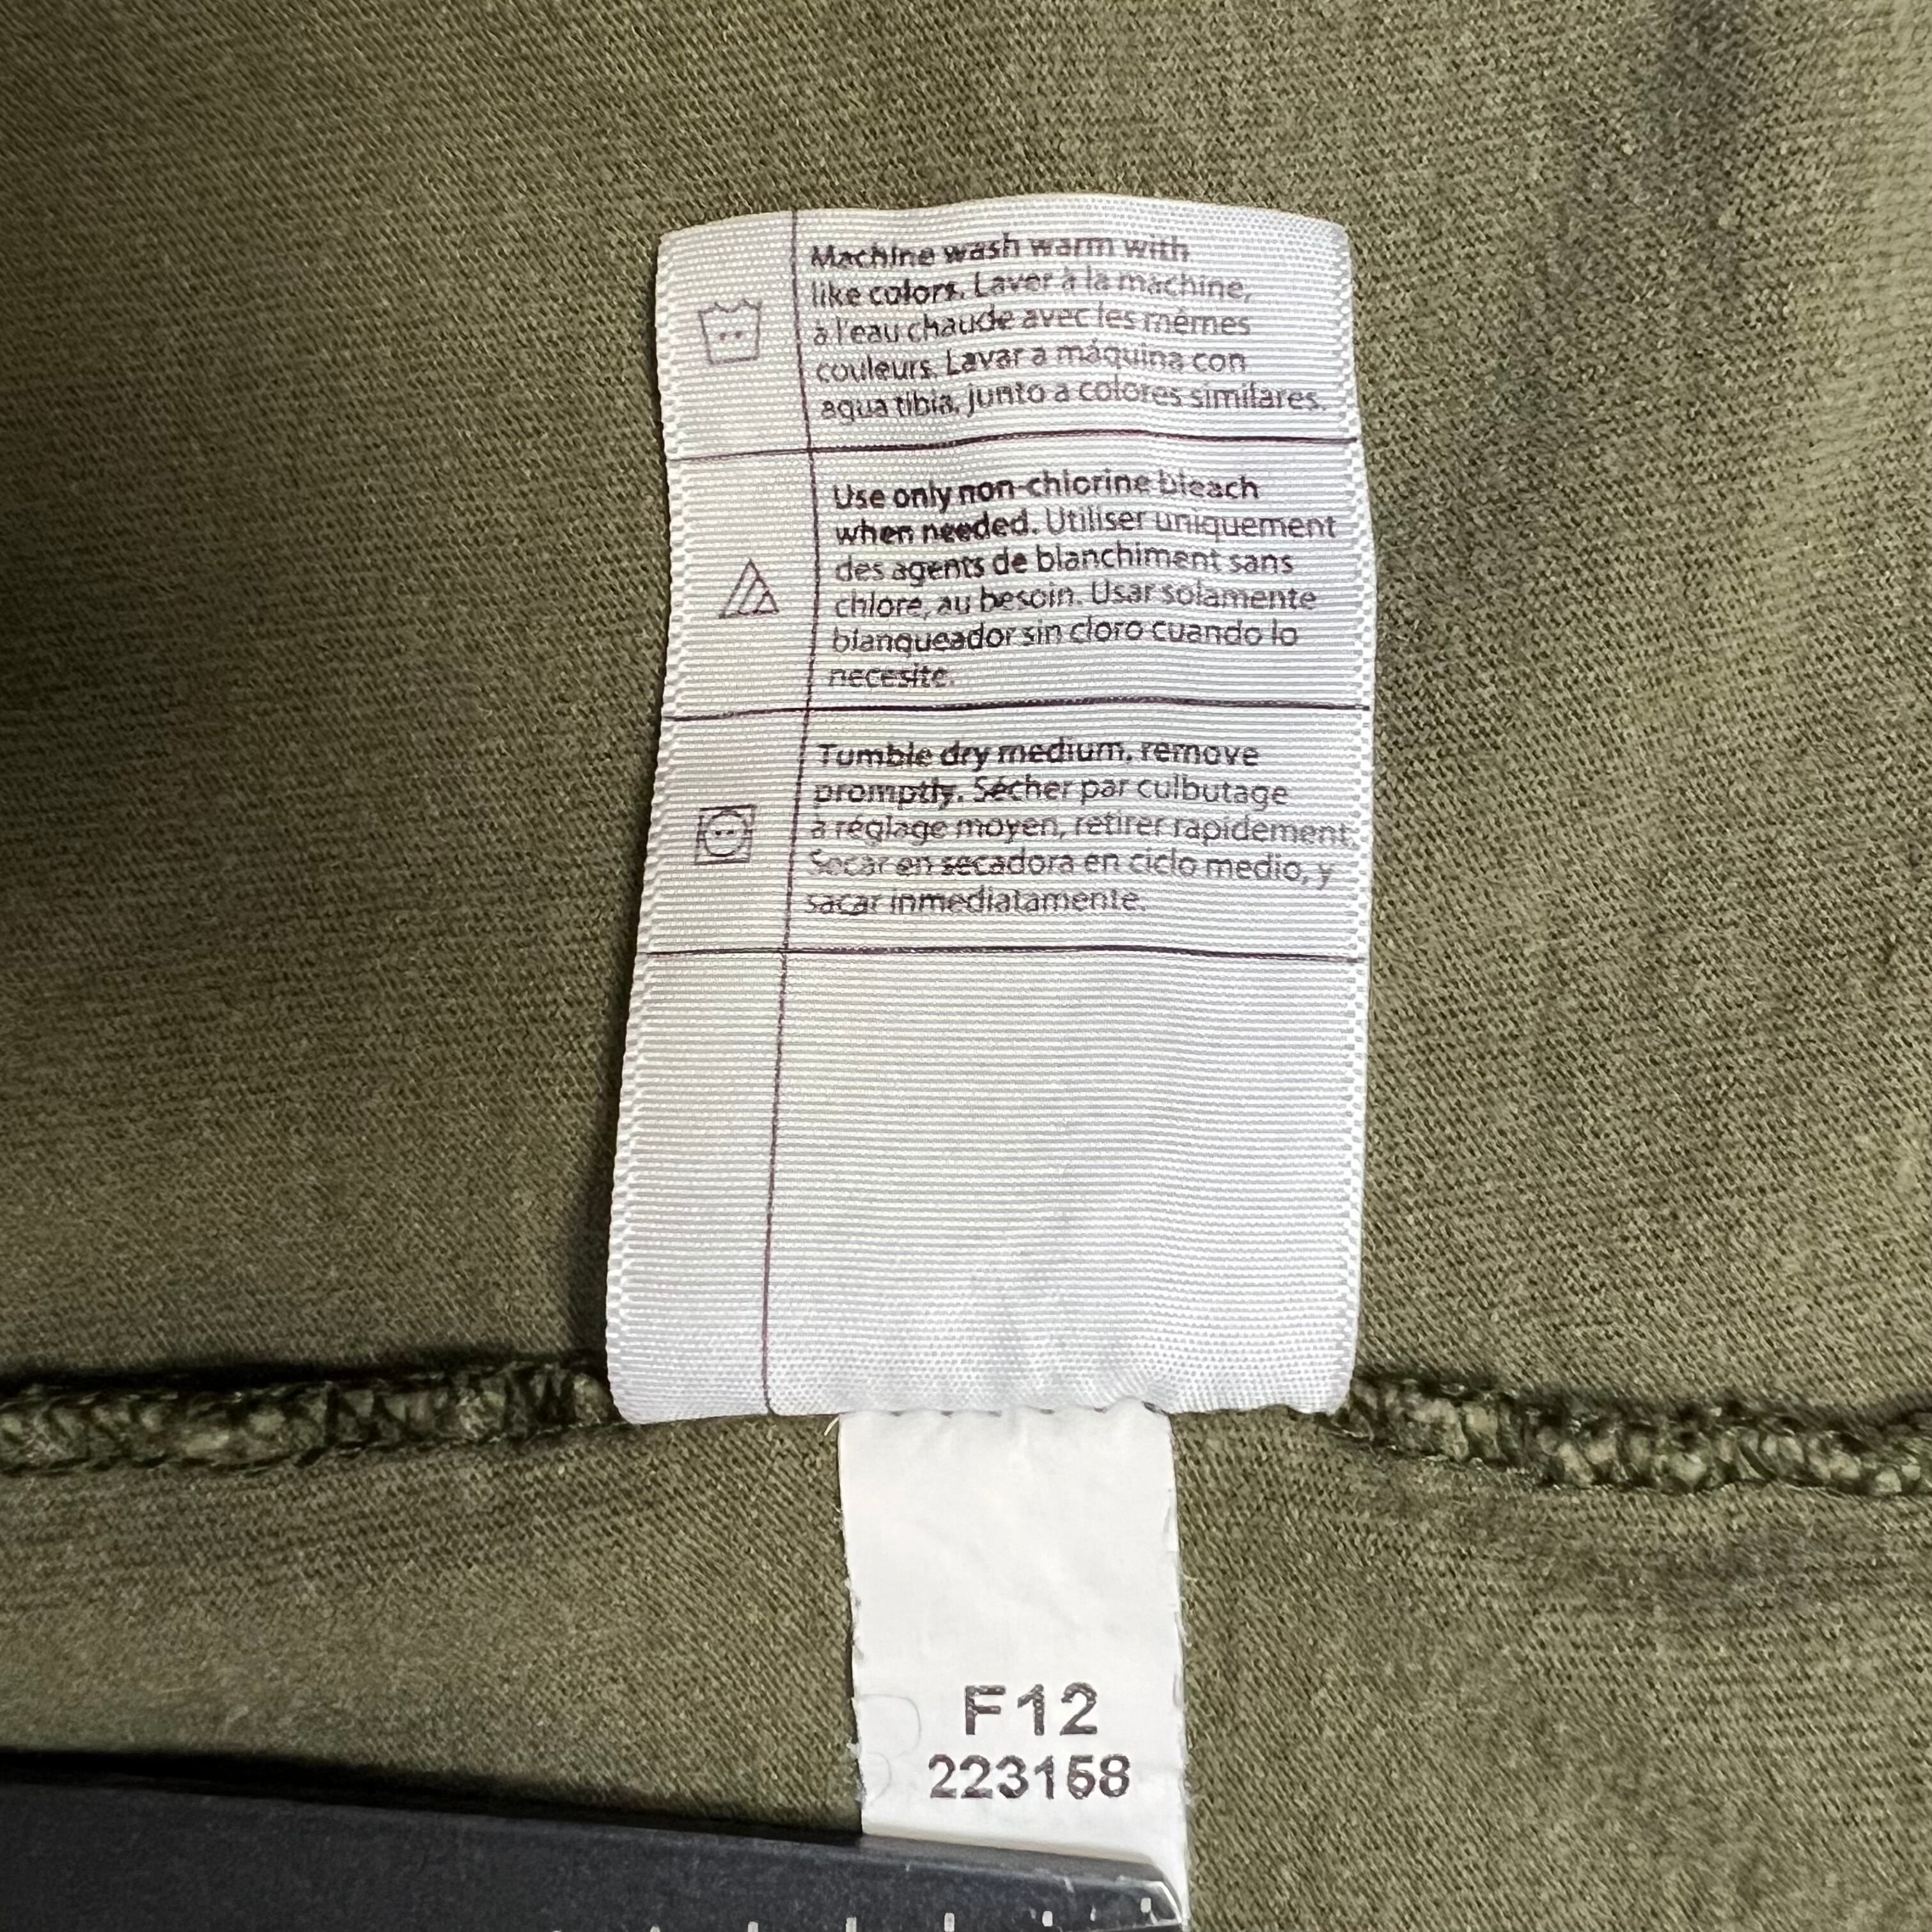 Machine wash warm with
like colors. Laver à la machine,
à l'eau chaude avec les mêmes
couleurs. Lavar a máquina con
agua tibia, junto a colores similares.
Use only non-chlorine bleach
when needed. Utiliser uniquement
des agents de blanchiment sans
chlore, au besoin. Usar solamente
blanqueador sin cloro cuando lo
necesite.
Tumble dry medium, remove
promptly. Sécher par culbutage
à réglage moyen, retirer rapidement.
Secar en secadora en ciclo medio, y
sacar inmediatamente.
F12
223158